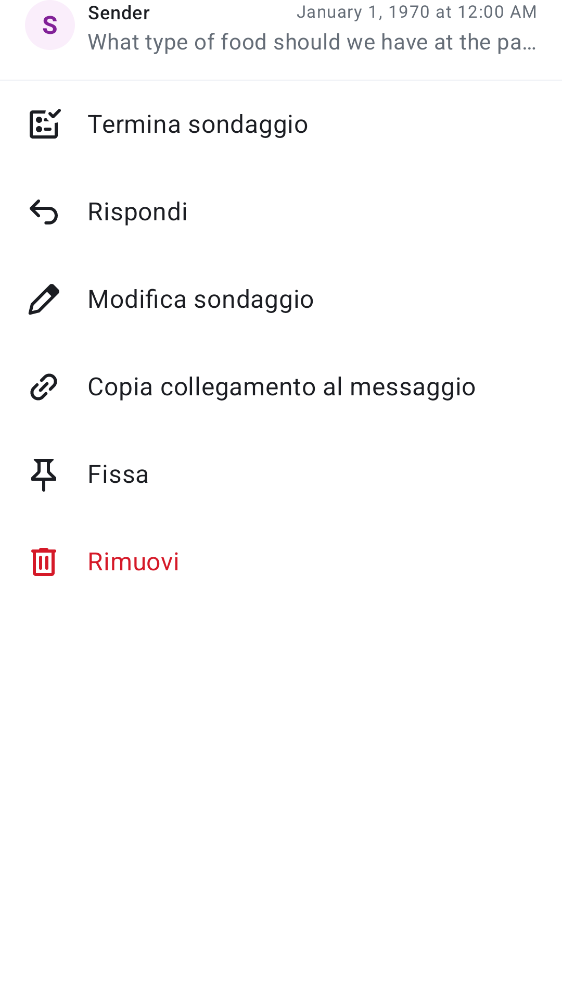 S
Sender
January 1, 1970 at 12:00 AM
What type of food should we have at the pa…
Termina sondaggio
Rispondi
Modifica sondaggio
Copia collegamento al messaggio
Fissa
Rimuovi